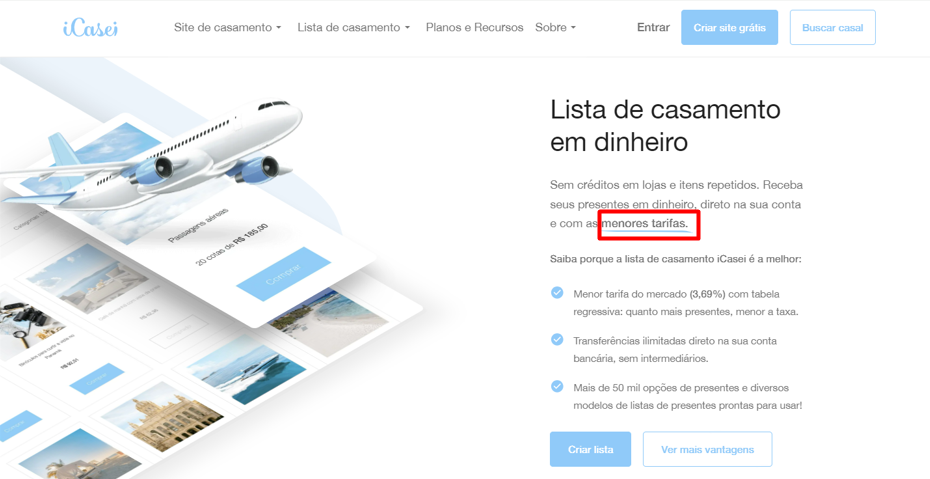 iCasei
Site de casamento
Lista de casamento
Planos e Recursos
Sobre
Entrar
Criar site grátis
Buscar casal
Lista de casamento
em dinheiro
Sem créditos em lojas e itens repetidos. Receba
seus presentes em dinheiro, direto na sua conta
e com as menores tarifas.
Saiba porque a lista de casamento iCasei é a melhor:
Menor tarifa do mercado (3,69%) com tabela
regressiva: quanto mais presentes, menor a taxa.
Transferências ilimitadas direto na sua conta
bancária, sem intermediários.
Mais de 50 mil opções de presentes e diversos
modelos de listas de presentes prontas para usar!
Criar lista
Ver mais vantagens
Passagens aéreas
20 cotas de R$ 165,00
Comprar
Comprar